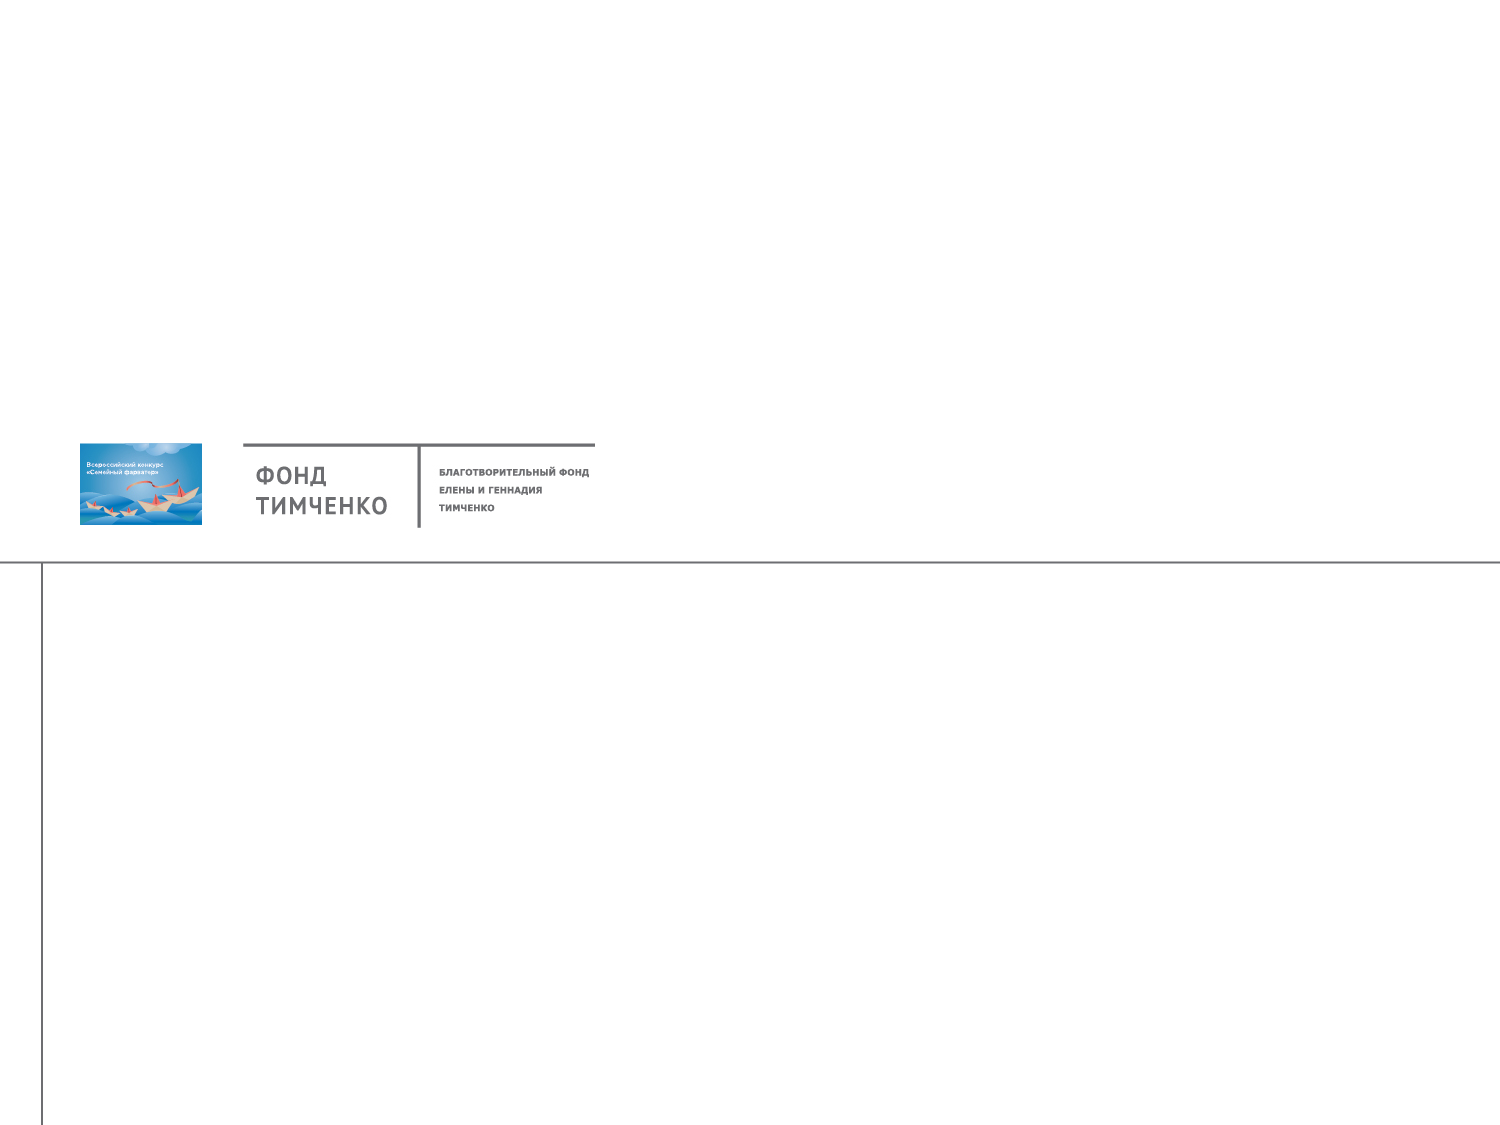 Всероссийский конкурс
«Семейный фарватер»
ФОНД
ТИМЧЕНКО
БЛАГОТВОРИТЕЛЬНЫЙ ФОНД
ЕЛЕНЫ И ГЕННАДИЯ
ТИМЧЕНКО